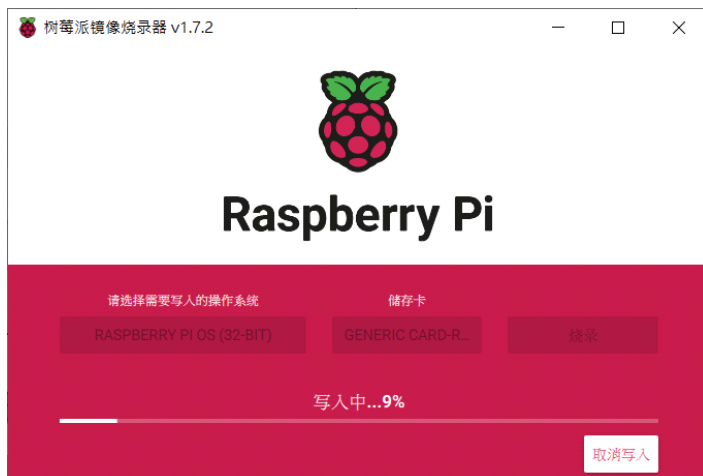 树莓派镜像烧录器 v1.7.2
Raspberry Pi
请选择需要写入的操作系统 储存卡
RASPBERRY PI OS (32-BIT) GENERIC CARD-R... 烧录
写入中...9%
取消写入